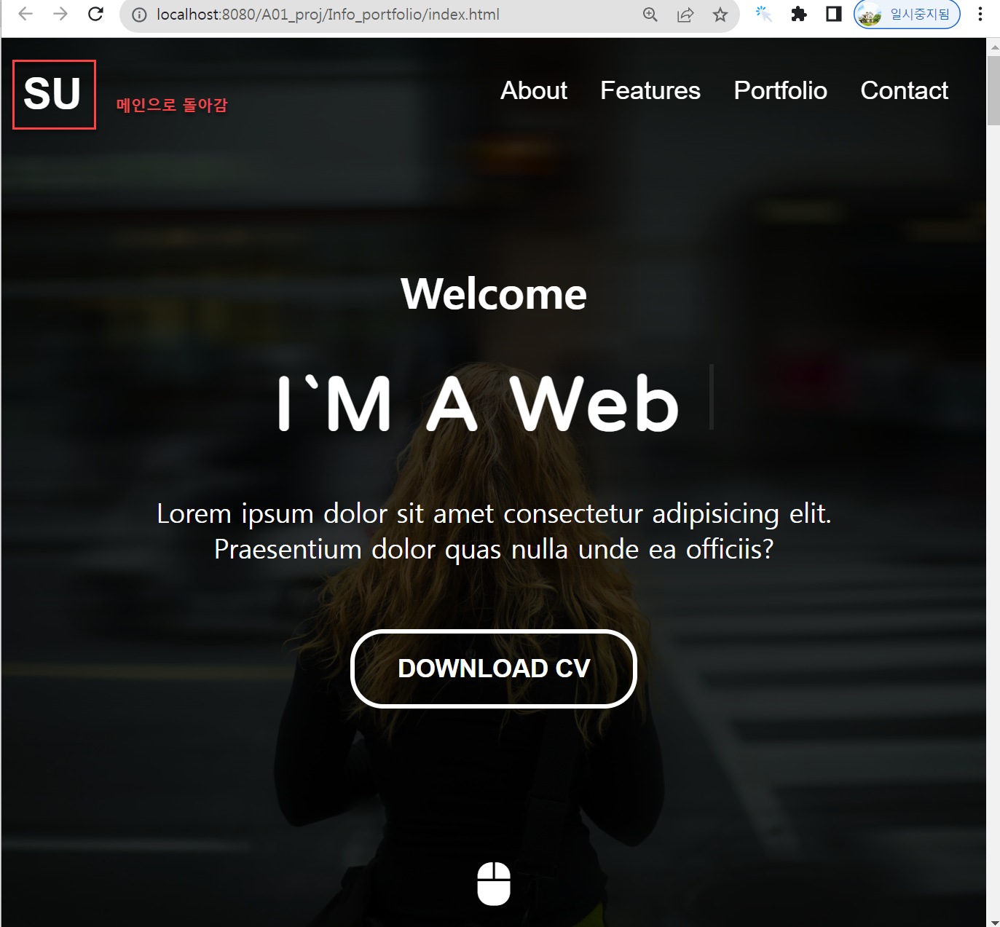 localhost:8080/A01_proj/Info_portfolio/index.html
일시중지됨
SU
메인으로 돌아감
About Features Portfolio Contact
Welcome
I`M A Web
Lorem ipsum dolor sit amet consectetur adipisicing elit.
Praesentium dolor quas nulla unde ea officiis?
DOWNLOAD CV